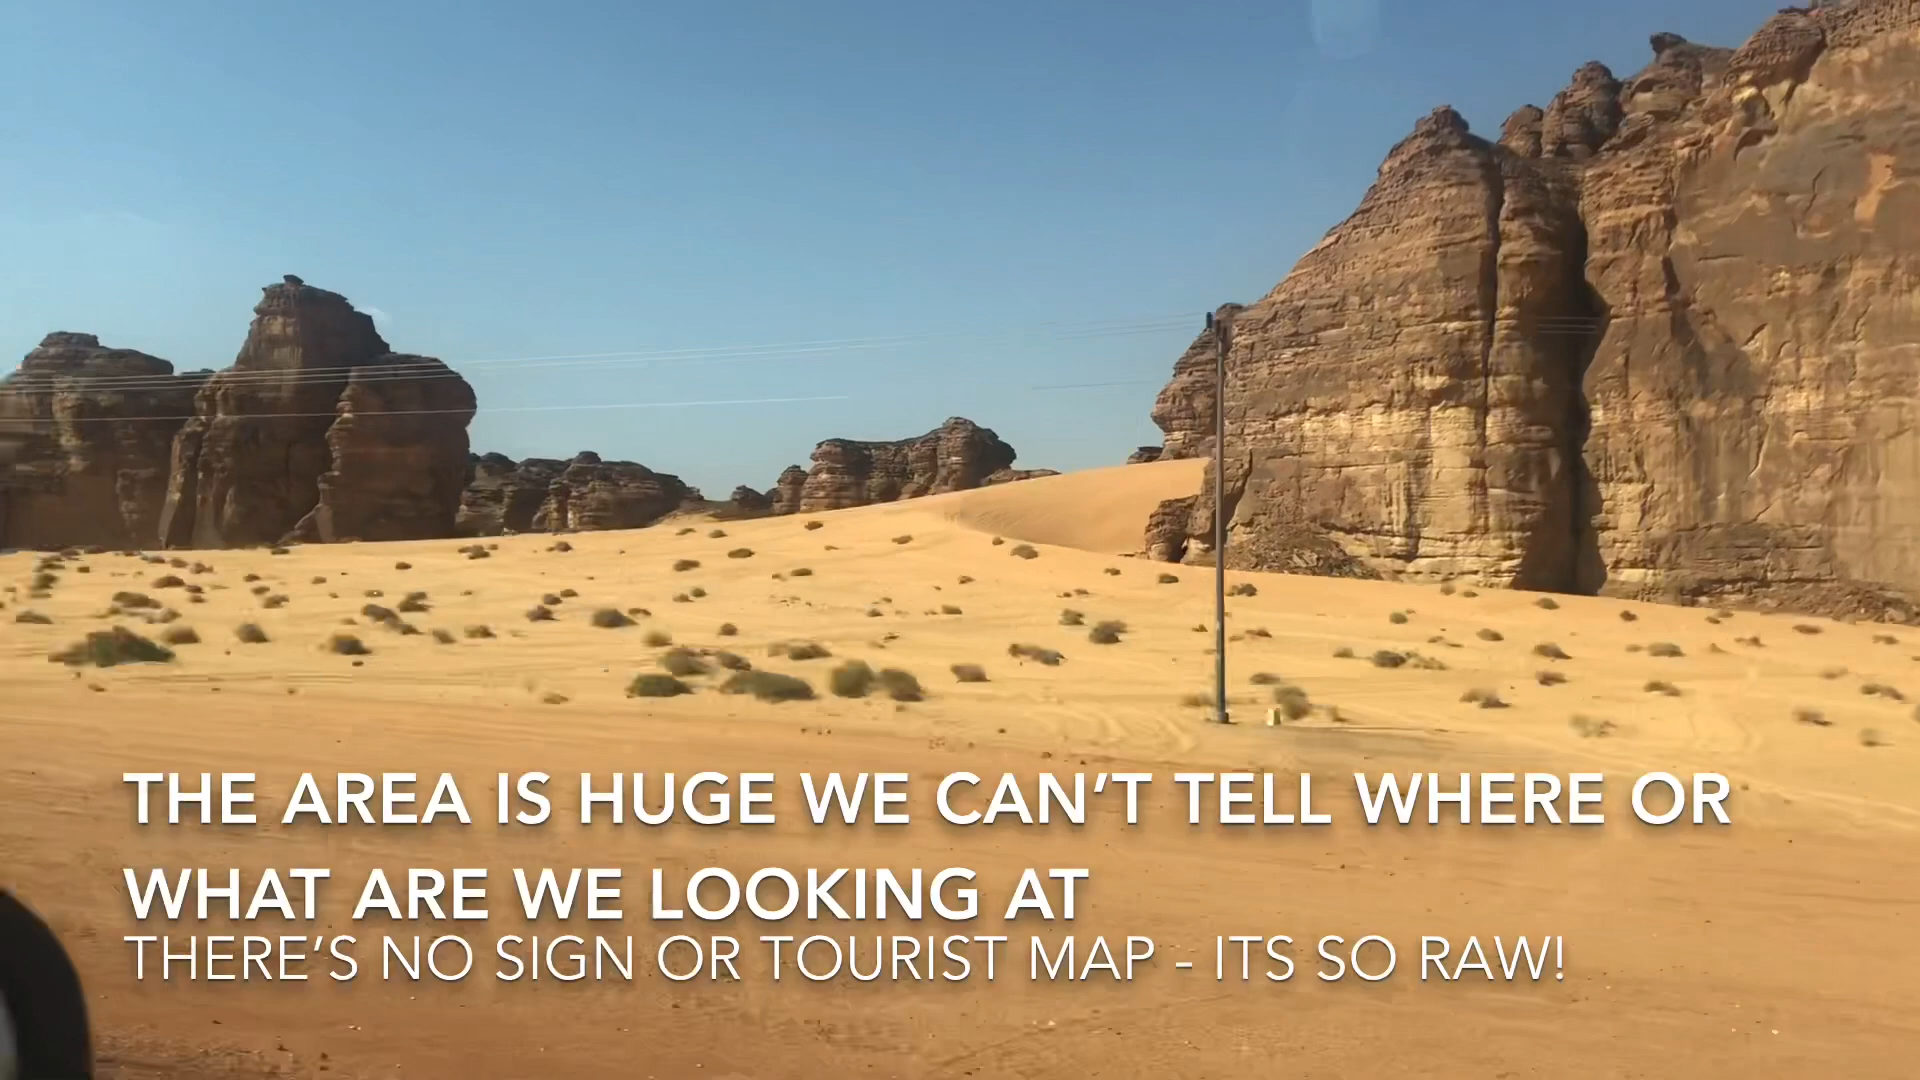 THE AREA IS HUGE WE CAN’T TELL WHERE OR
WHAT ARE WE LOOKING AT
THERE’S NO SIGN OR TOURIST MAP - ITS SO RAW!